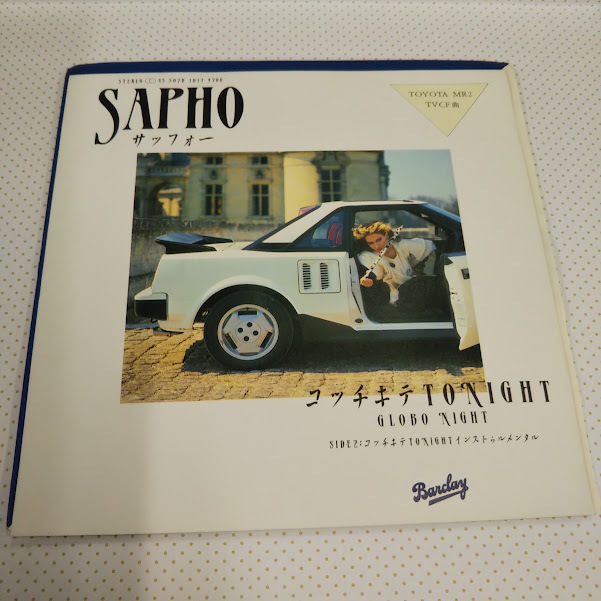 SAPHO
サッフォー
TOYOTA MR2
TVCF曲
コッチキテTONIGHT
GLOBO NIGHT
SIDE2:コッチキテTONIGHTインストゥルメンタル
Barclay